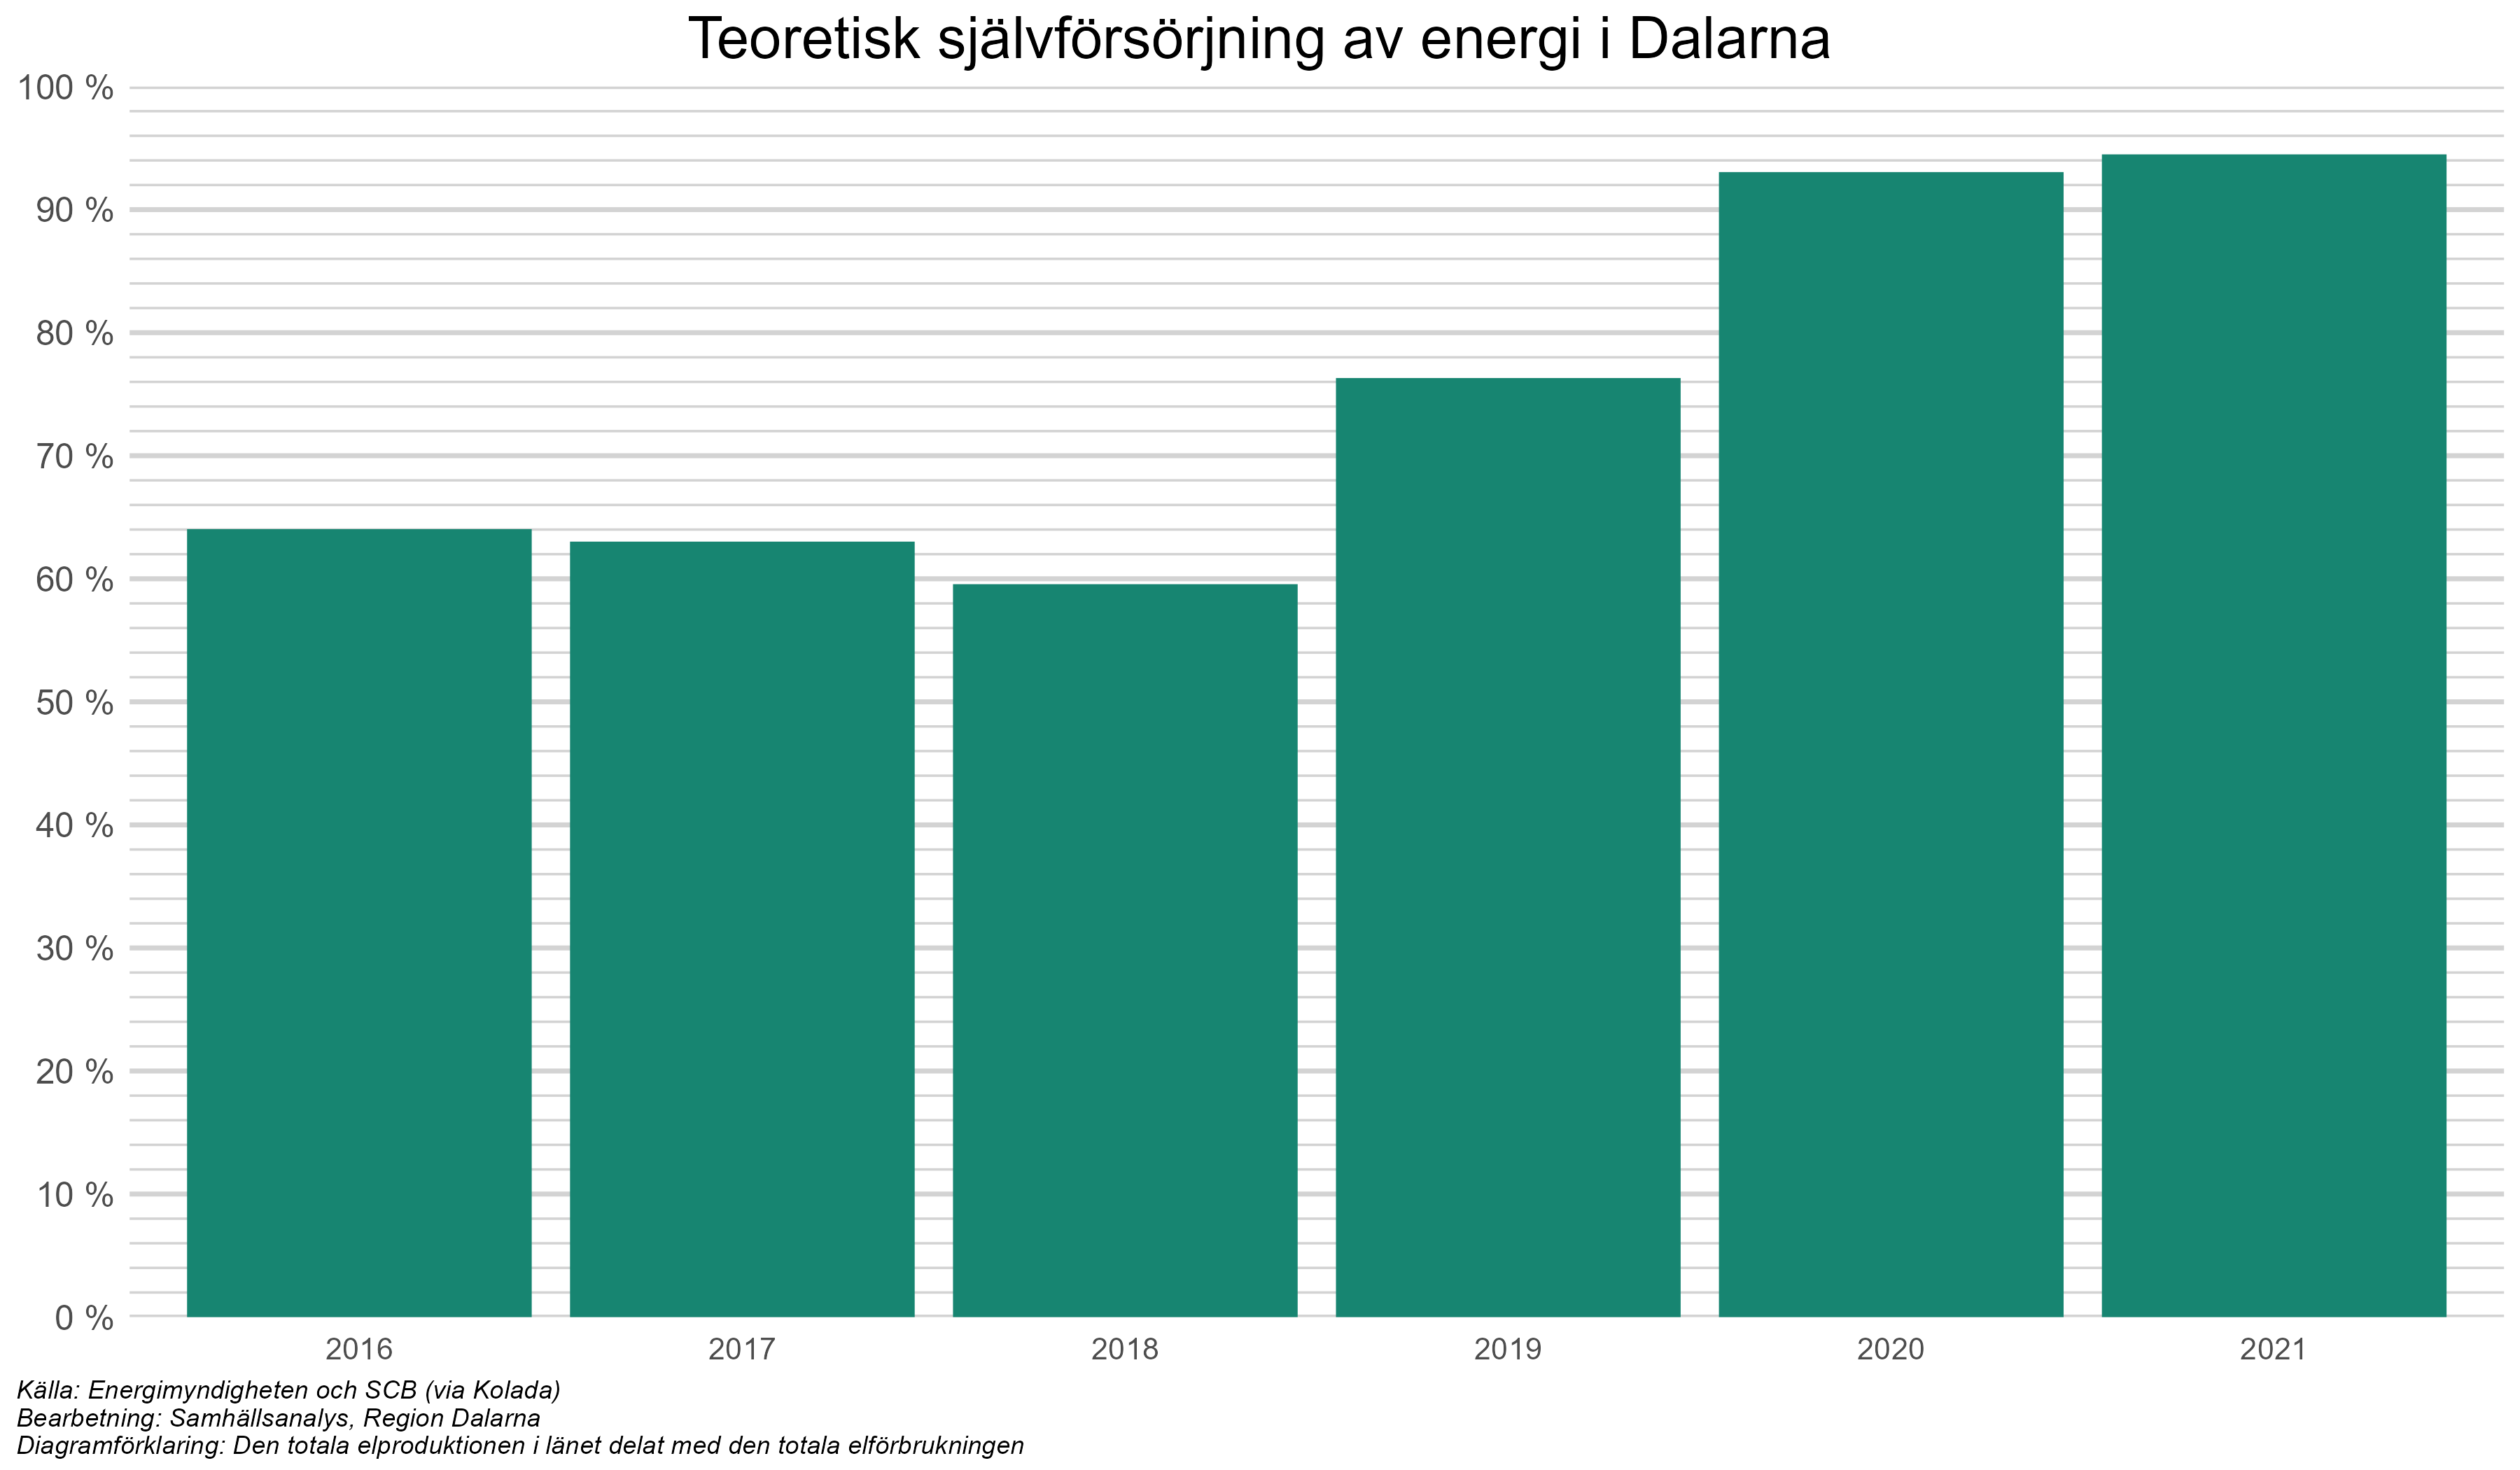 Teoretisk självförsörjning av energi i Dalarna
100 %
90 %
80 %
70 %
60 %
50 %
40 %
30 %
20 %
10 %
0 %
2016 2017 2018 2019 2020 2021
Källa: Energimyndigheten och SCB (via Kolada)
Bearbetning: Samhällsanalys, Region Dalarna
Diagramförklaring: Den totala elproduktionen i länet delat med den totala elförbrukningen